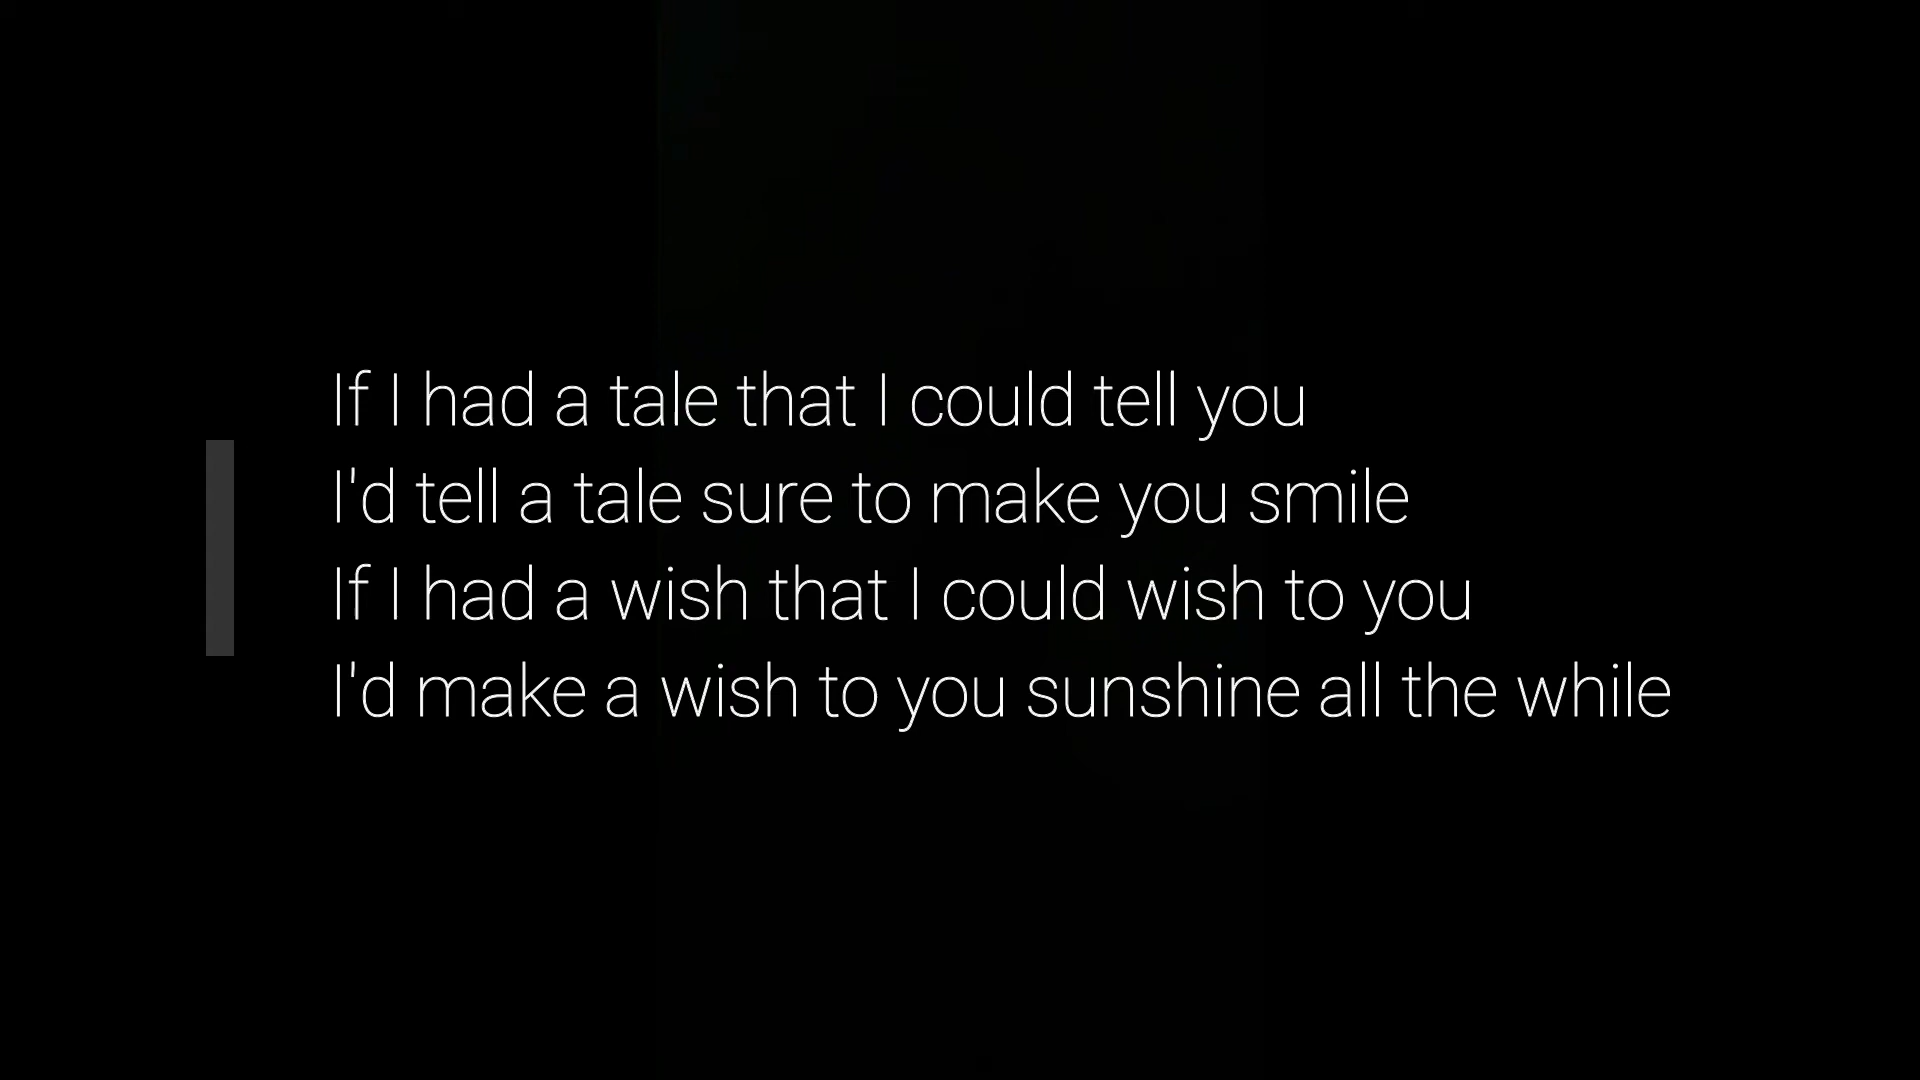 If I had a tale that I could tell you
I'd tell a tale sure to make you smile
If I had a wish that I could wish to you
I'd make a wish to you sunshine all the while